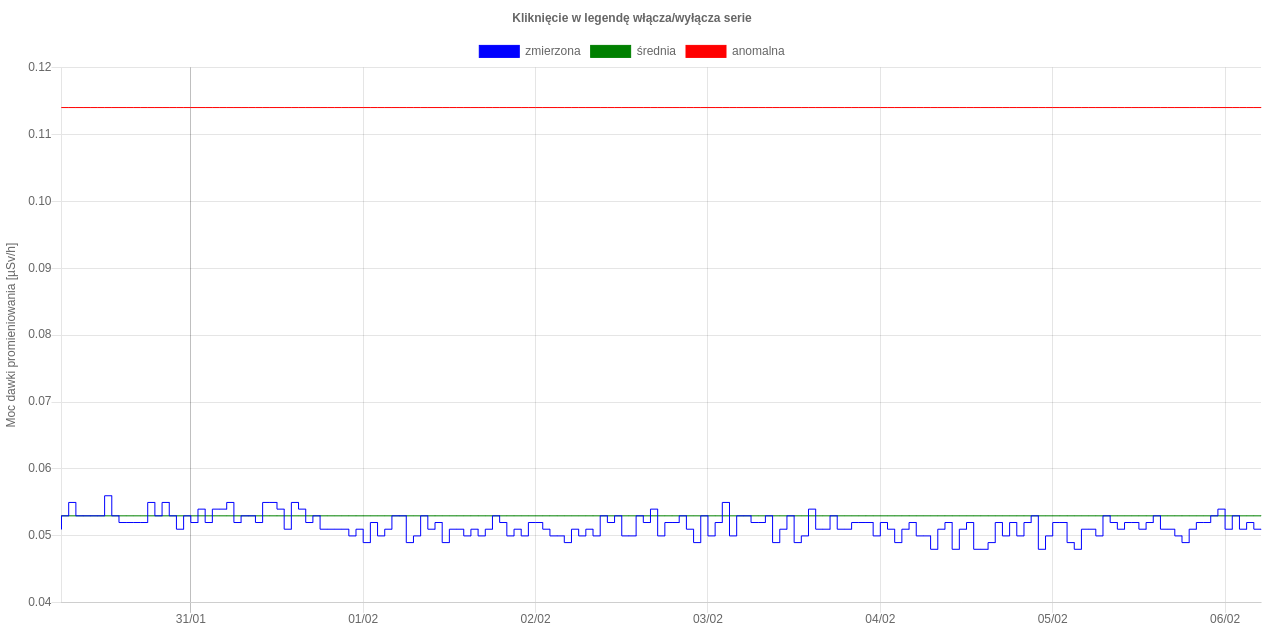 Kliknięcie w legendę włącza/wyłącza serie
zmierzona średnia anomalna
0.12
0.11
0.10
0.09
0.08
0.07
0.06
0.05
0.04
Moc dawki promieniowania [µSv/h]
31/01 01/02 02/02 03/02 04/02 05/02 06/02